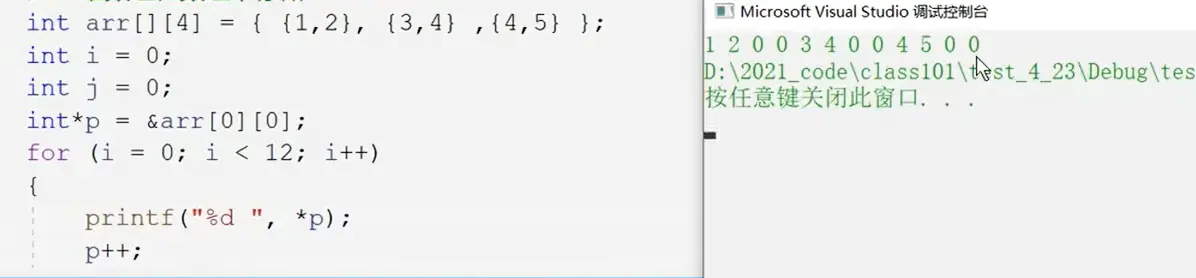 int arr[][4] = { {1,2}, {3,4} ,{4,5} };
int i = 0;
int j = 0;
int*p = &arr[0][0];
for (i = 0; i < 12; i++)
{
printf("%d ", *p);
p++;
Microsoft Visual Studio 调试控制台
1 2 0 0 3 4 0 0 4 5 0 0
D:\2021_code\class101\test_4_23\Debug\tes
按任意键关闭此窗口. . .